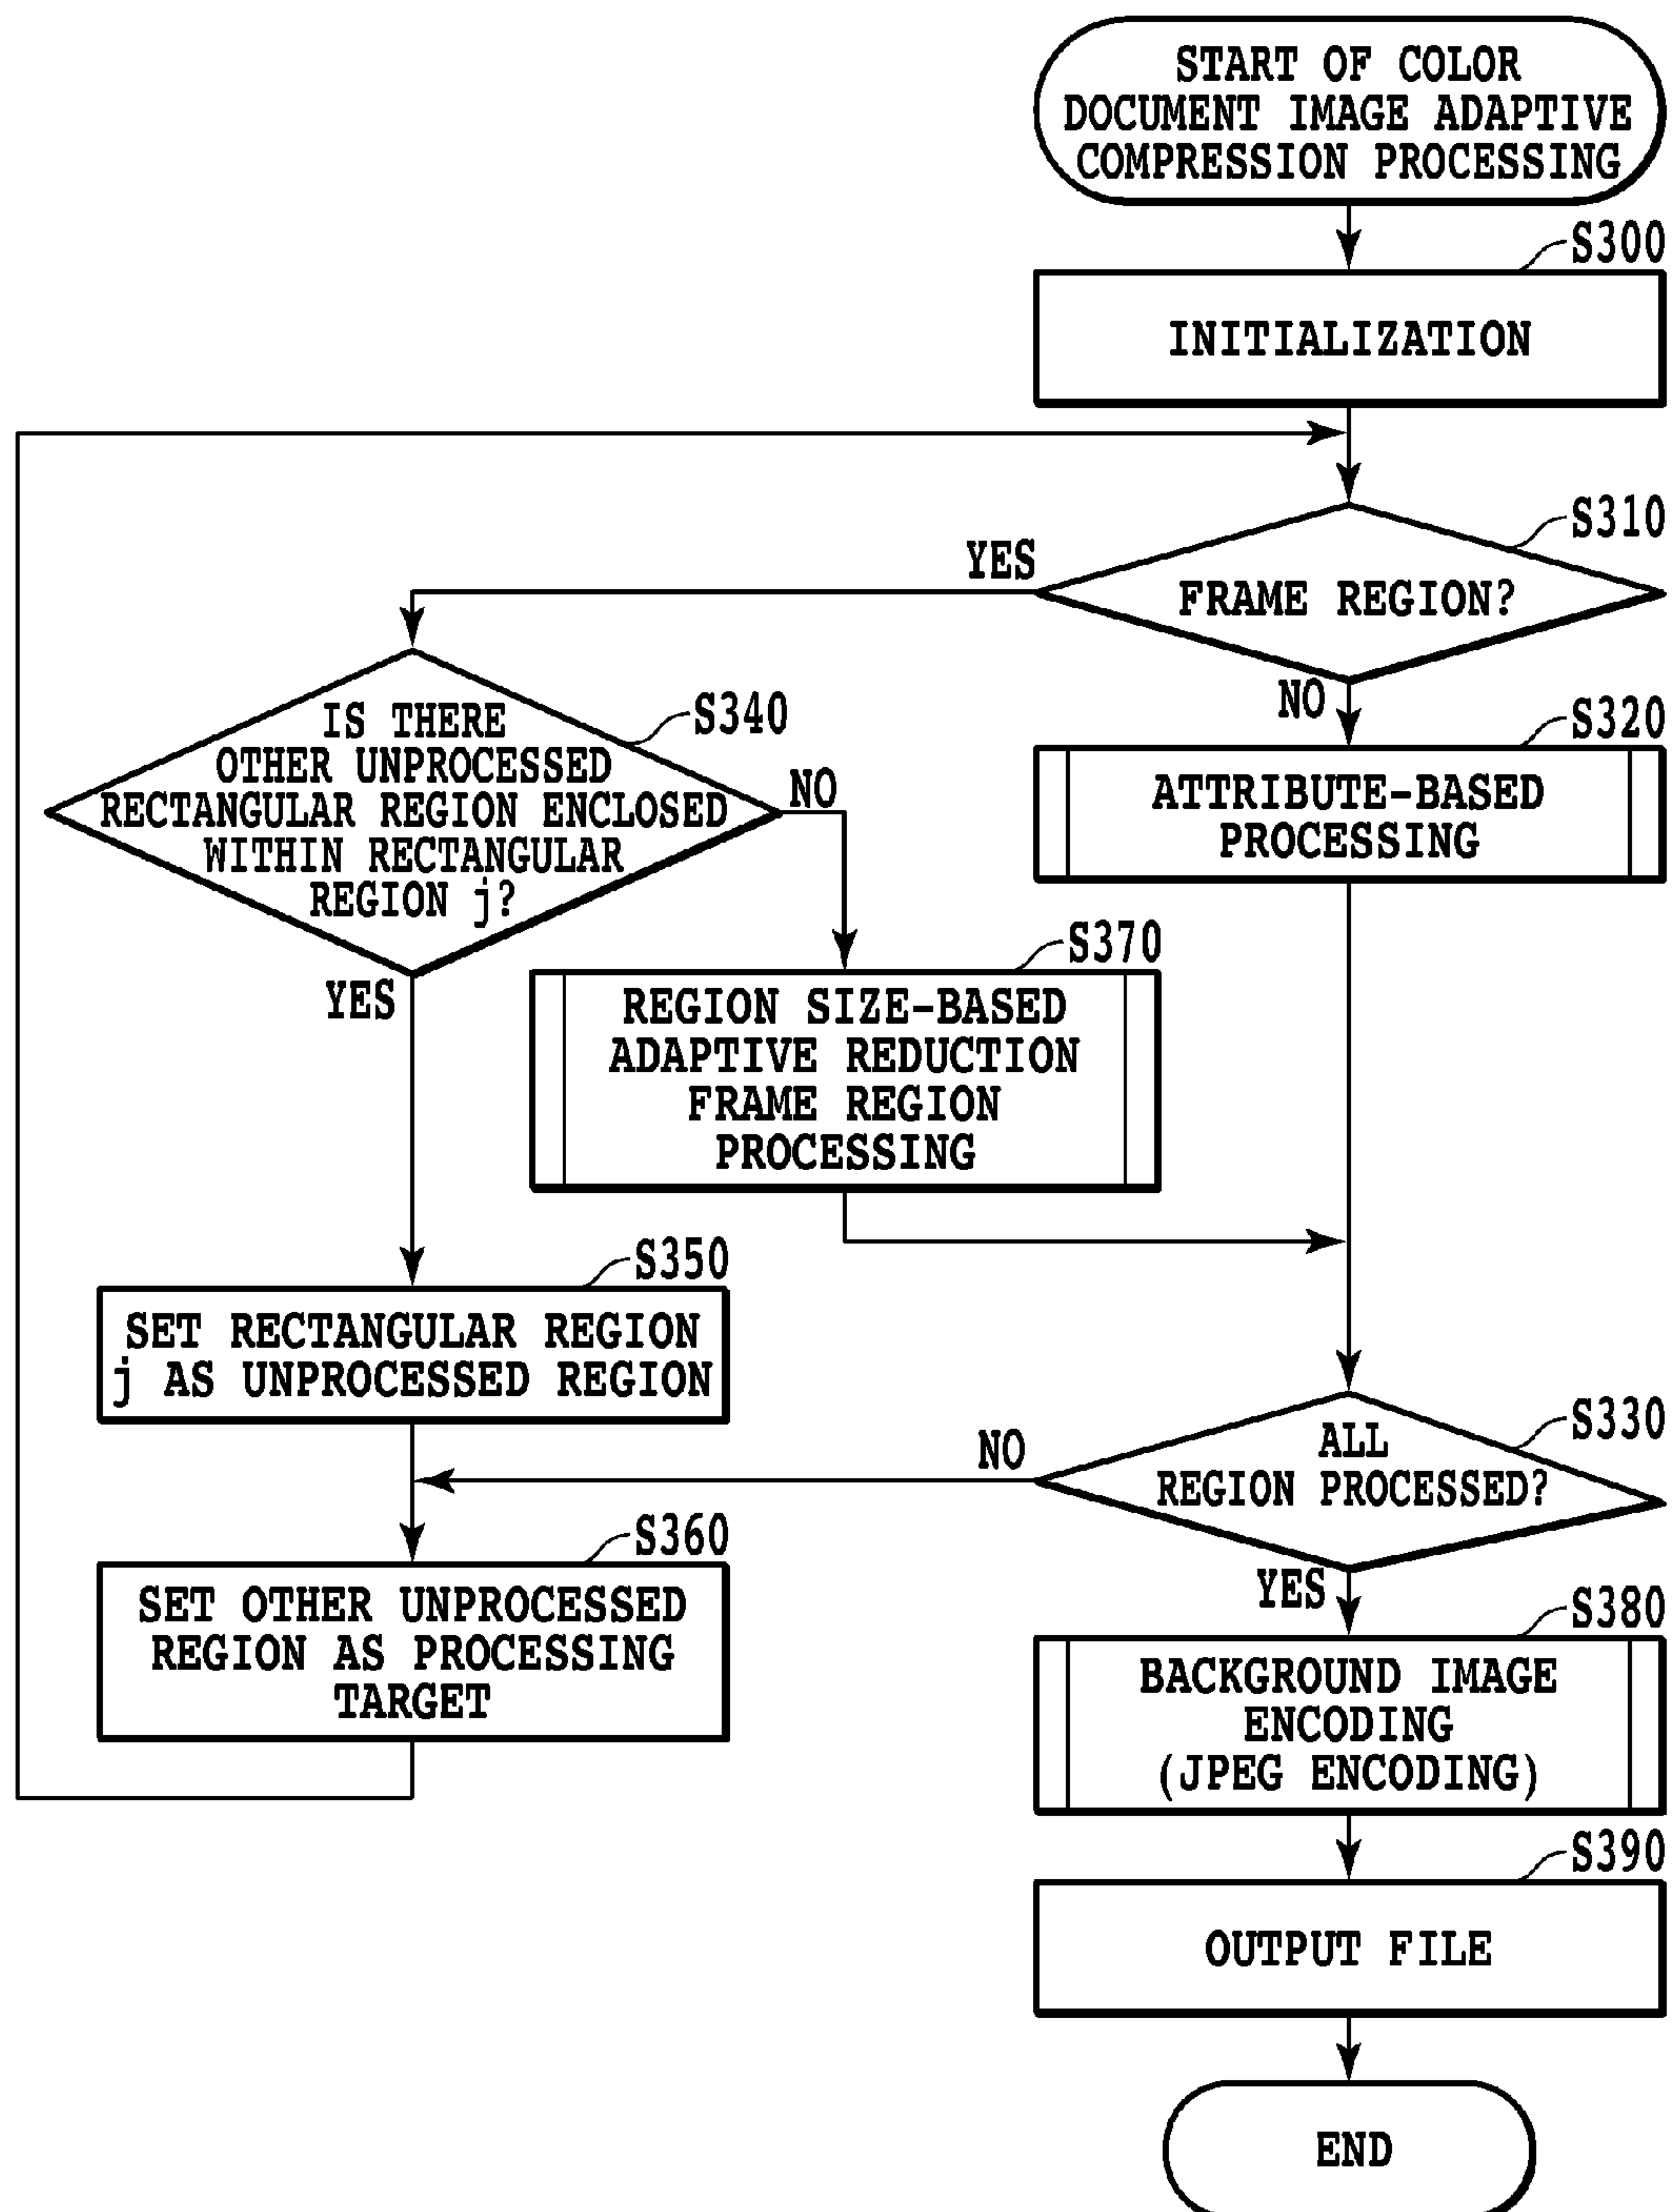 START OF COLOR
DOCUMENT IMAGE ADAPTIVE
COMPRESSION PROCESSING
S300
INITIALIZATION
S310
YES
FRAME REGION?
NO
S320
ATTRIBUTE-BASED
PROCESSING
S340
IS THERE
OTHER UNPROCESSED
RECTANGULAR REGION ENCLOSED
WITHIN RECTANGULAR
REGION j?
NO
YES
S370
REGION SIZE-BASED
ADAPTIVE REDUCTION
FRAME REGION
PROCESSING
S350
SET RECTANGULAR REGION
j AS UNPROCESSED REGION
S330
NO
ALL
REGION PROCESSED?
YES
S360
SET OTHER UNPROCESSED
REGION AS PROCESSING
TARGET
S380
BACKGROUND IMAGE
ENCODING
(JPEG ENCODING)
S390
OUTPUT FILE
END